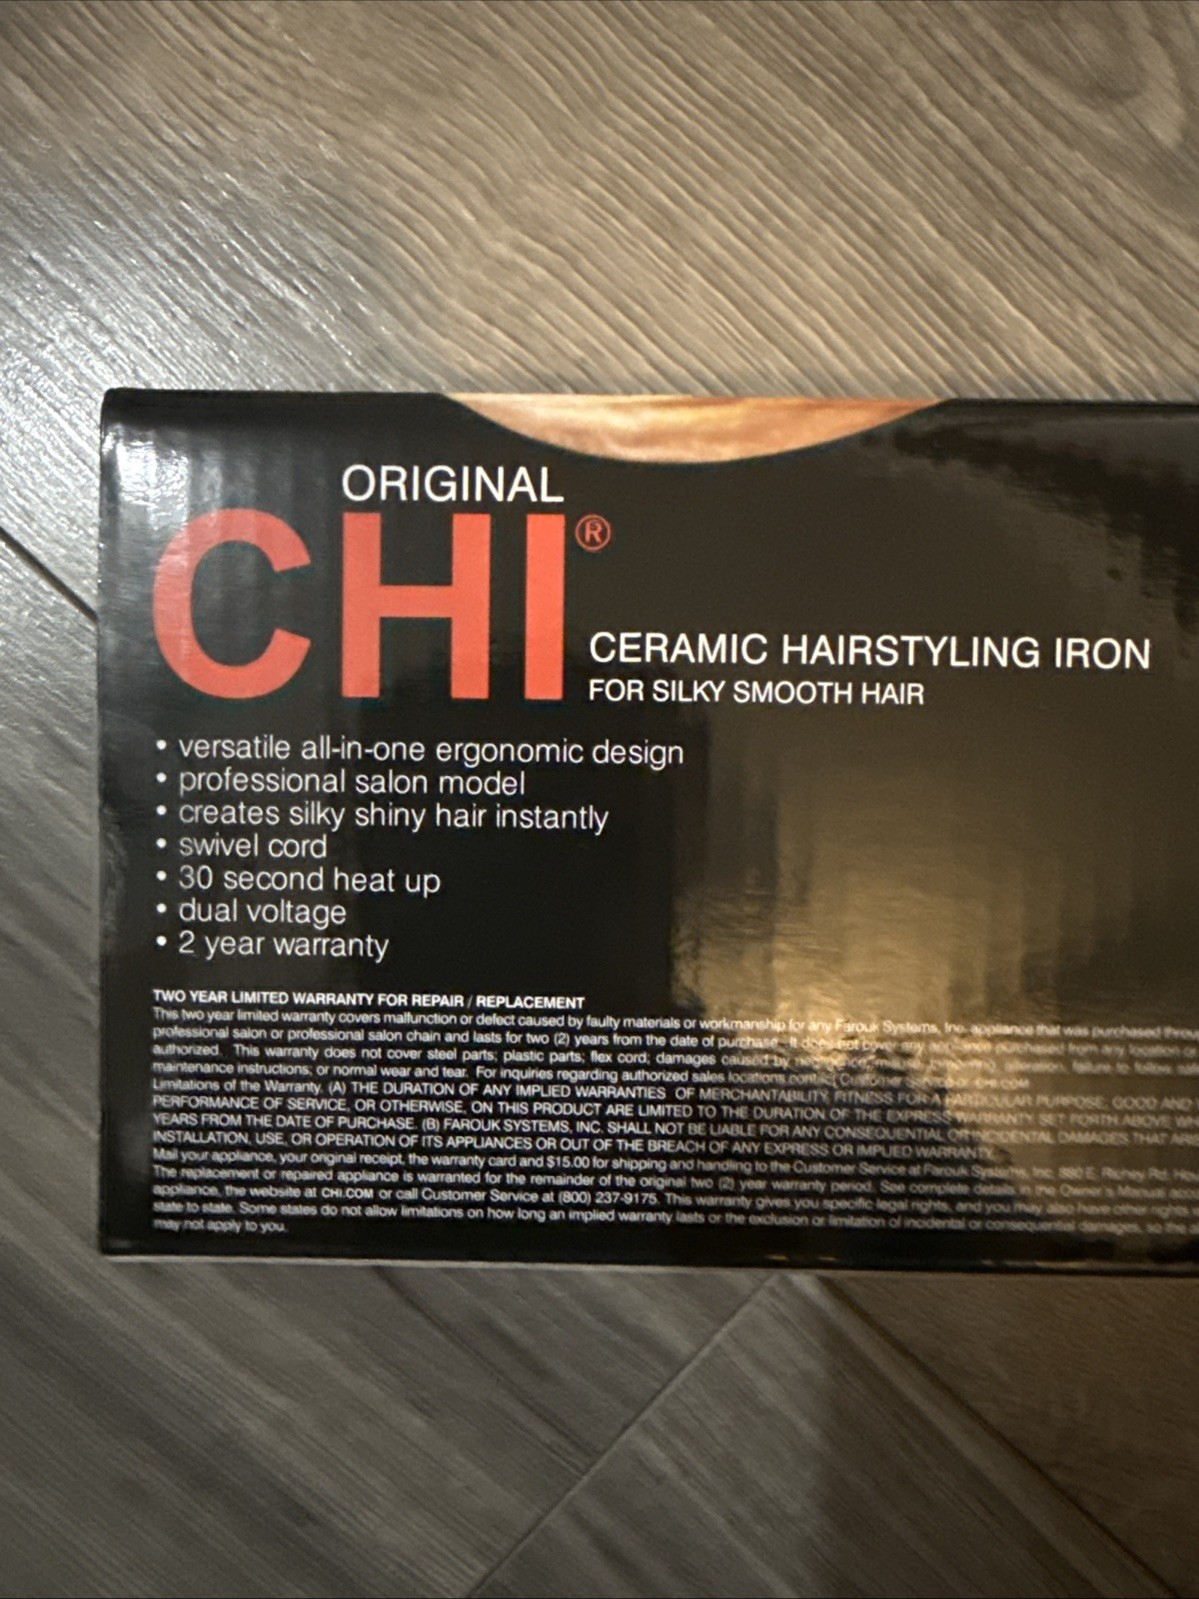 ORIGINAL
CHI®
CERAMIC HAIRSTYLING IRON
FOR SILKY SMOOTH HAIR
• versatile all-in-one ergonomic design
• professional salon model
• creates silky shiny hair instantly
• swivel cord
• 30 second heat up
• dual voltage
• 2 year warranty
TWO YEAR LIMITED WARRANTY FOR REPAIR / REPLACEMENT
This two year limited warranty covers malfunction or defect caused by faulty materials or workmanship for any Farouk Systems, Inc. appliance that was purchased
professional salon or professional salon chain and lasts for two (2) years from the date of purchase. It does not cover any appliance purchased from any location
authorized. This warranty does not cover steel parts; plastic parts; flex cord; damages caused by failure to follow
maintenance instructions; or normal wear and tear. For inquiries regarding authorized sales locations contact Customer
Limitations of the Warranty. (A) THE DURATION OF ANY IMPLIED WARRANTIES OF MERCHANTABILITY, FITNESS FOR A PARTICULAR PURPOSE, GOOD AND
PERFORMANCE OF SERVICE, OR OTHERWISE, ON THIS PRODUCT ARE LIMITED TO THE DURATION OF THE EXPRESS WARRANTY SET FORTH ABOVE
YEARS FROM THE DATE OF PURCHASE. (B) FAROUK SYSTEMS, INC. SHALL NOT BE LIABLE FOR ANY CONSEQUENTIAL OR INCIDENTAL DAMAGES THAT
INSTALLATION, USE, OR OPERATION OF ITS APPLIANCES OR OUT OF THE BREACH OF ANY EXPRESS OR IMPLIED WARRANTY.
Mail your appliance, your original receipt, the warranty card and $15.00 for shipping and handling to the Customer Service at Farouk Systems, Inc. 880 E. Richey Rd.
The replacement or repaired appliance is warranted for the remainder of the original two (2) year warranty period. See complete details in the Owner's Manual
appliance, the website at CHI.COM or call Customer Service at (800) 237-9175. This warranty gives you specific legal rights, and you may also have other rights
state to state. Some states do not allow limitations on how long an implied warranty lasts or the exclusion or limitation of incidental or consequential damages, so the
may not apply to you.